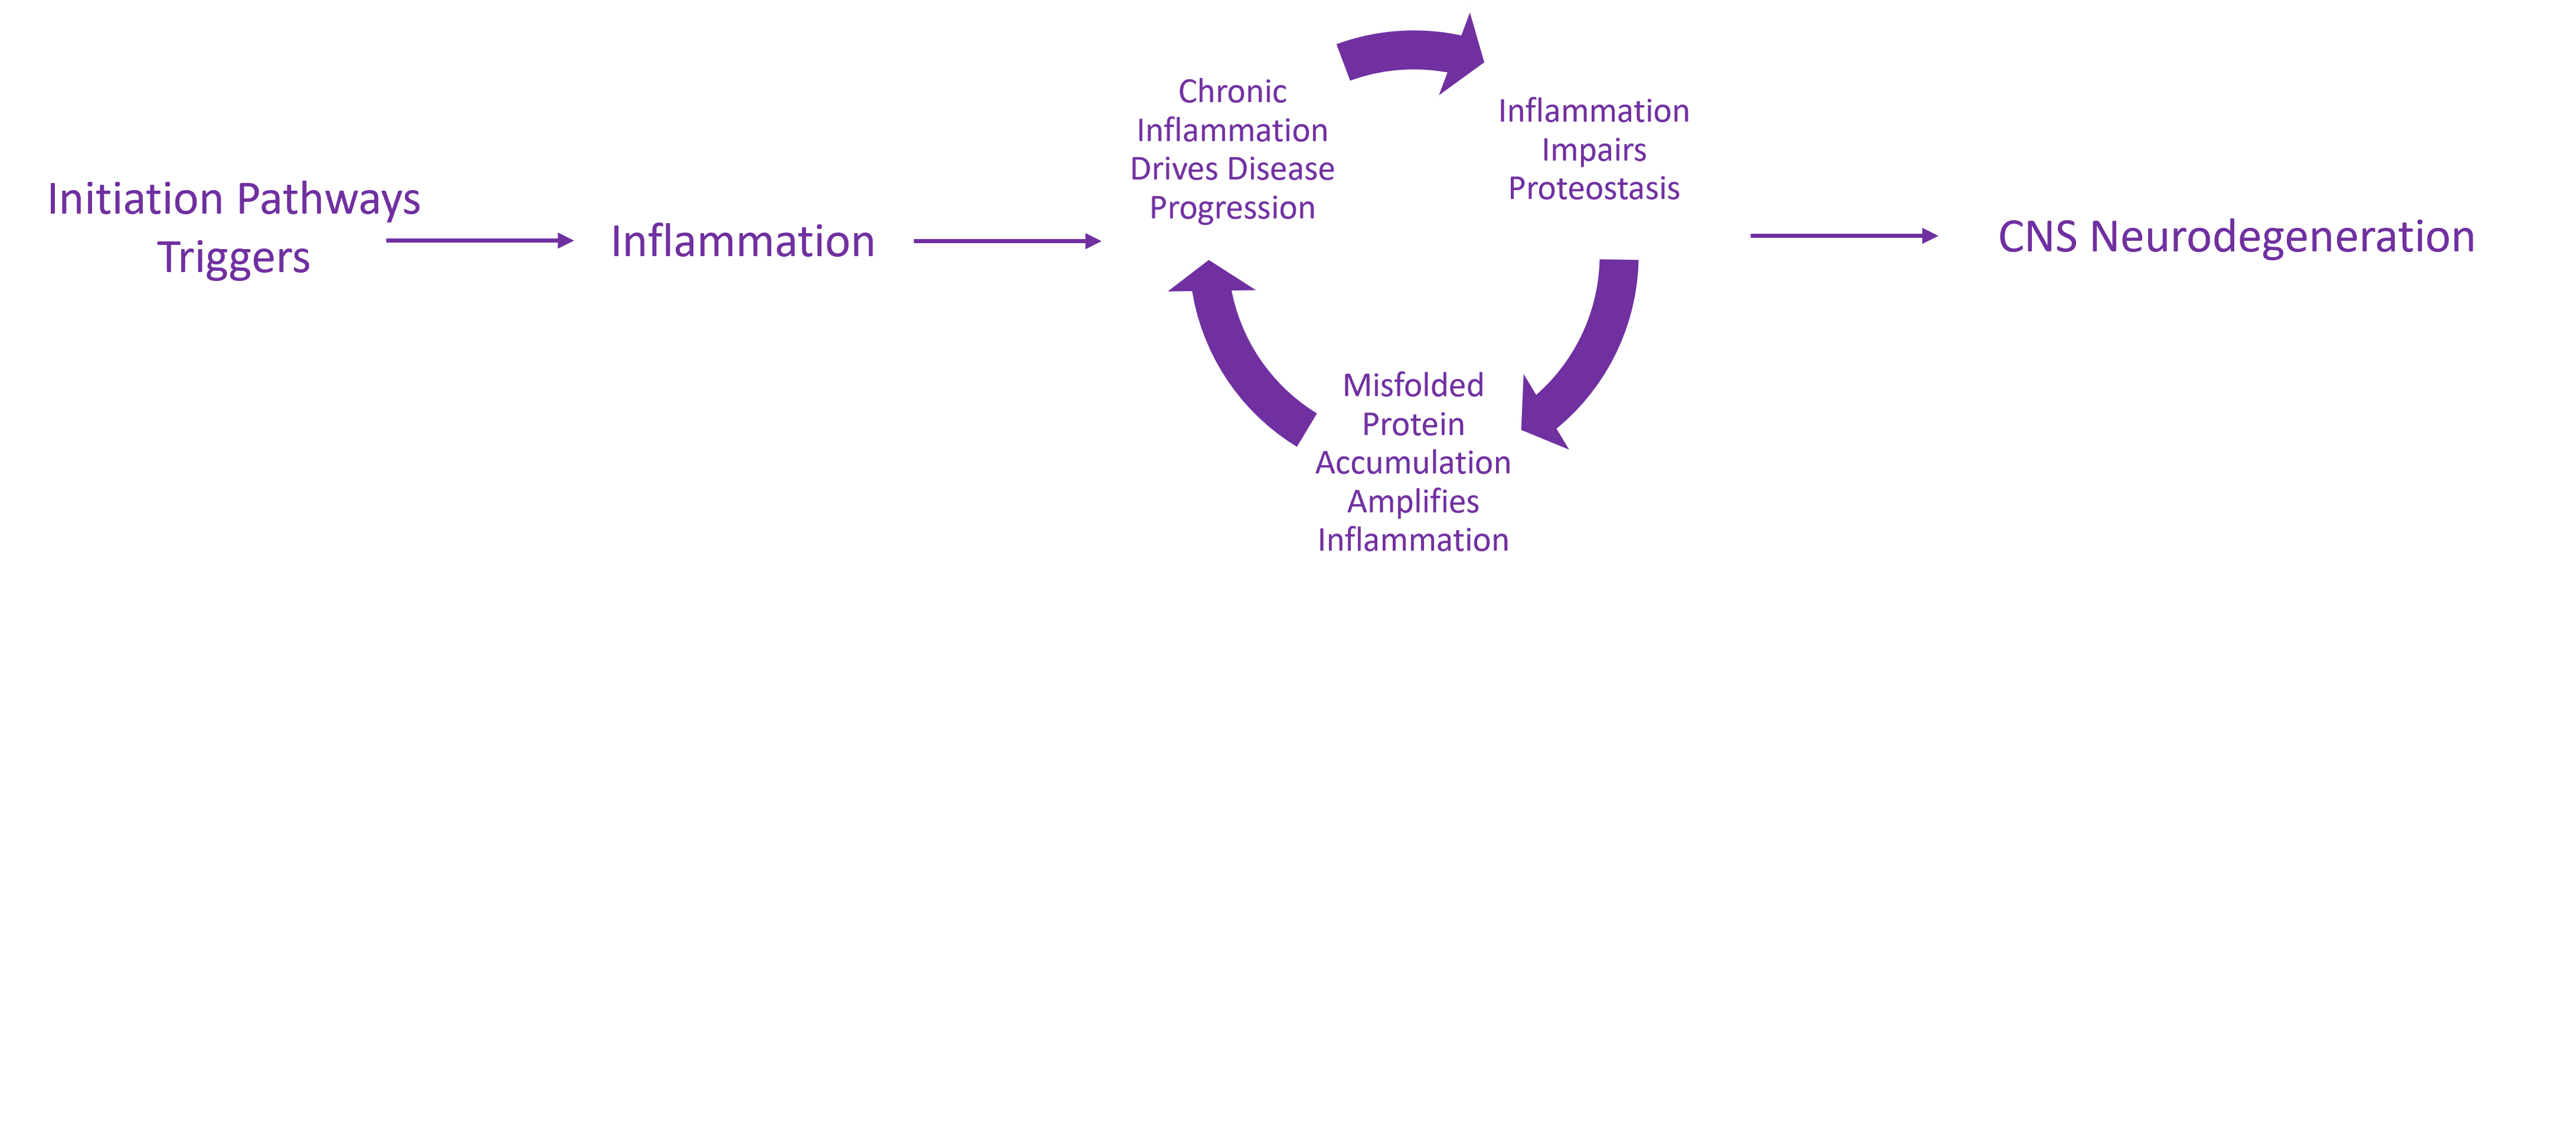 Initiation Pathways
Triggers
Inflammation
Chronic
Inflammation
Drives Disease
Progression
Inflammation
Impairs
Proteostasis
Misfolded
Protein
Accumulation
Amplifies
Inflammation
CNS Neurodegeneration